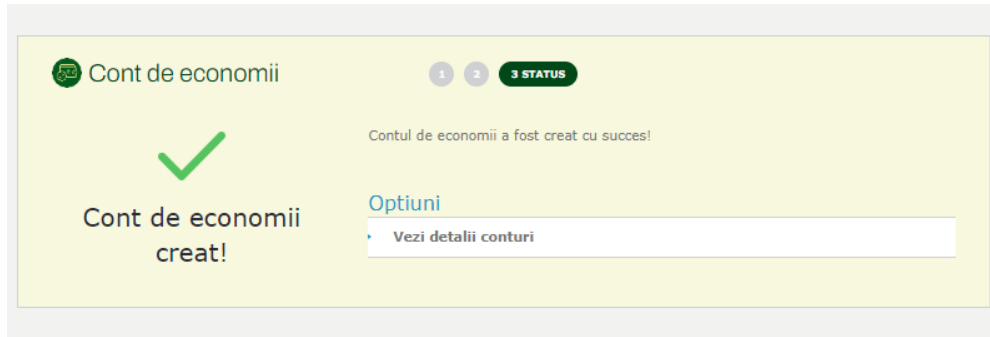 Cont de economii
1 2 3 STATUS
Contul de economii a fost creat cu succes!
Cont de economii
creat!
Optiuni
Vezi detalii conturi